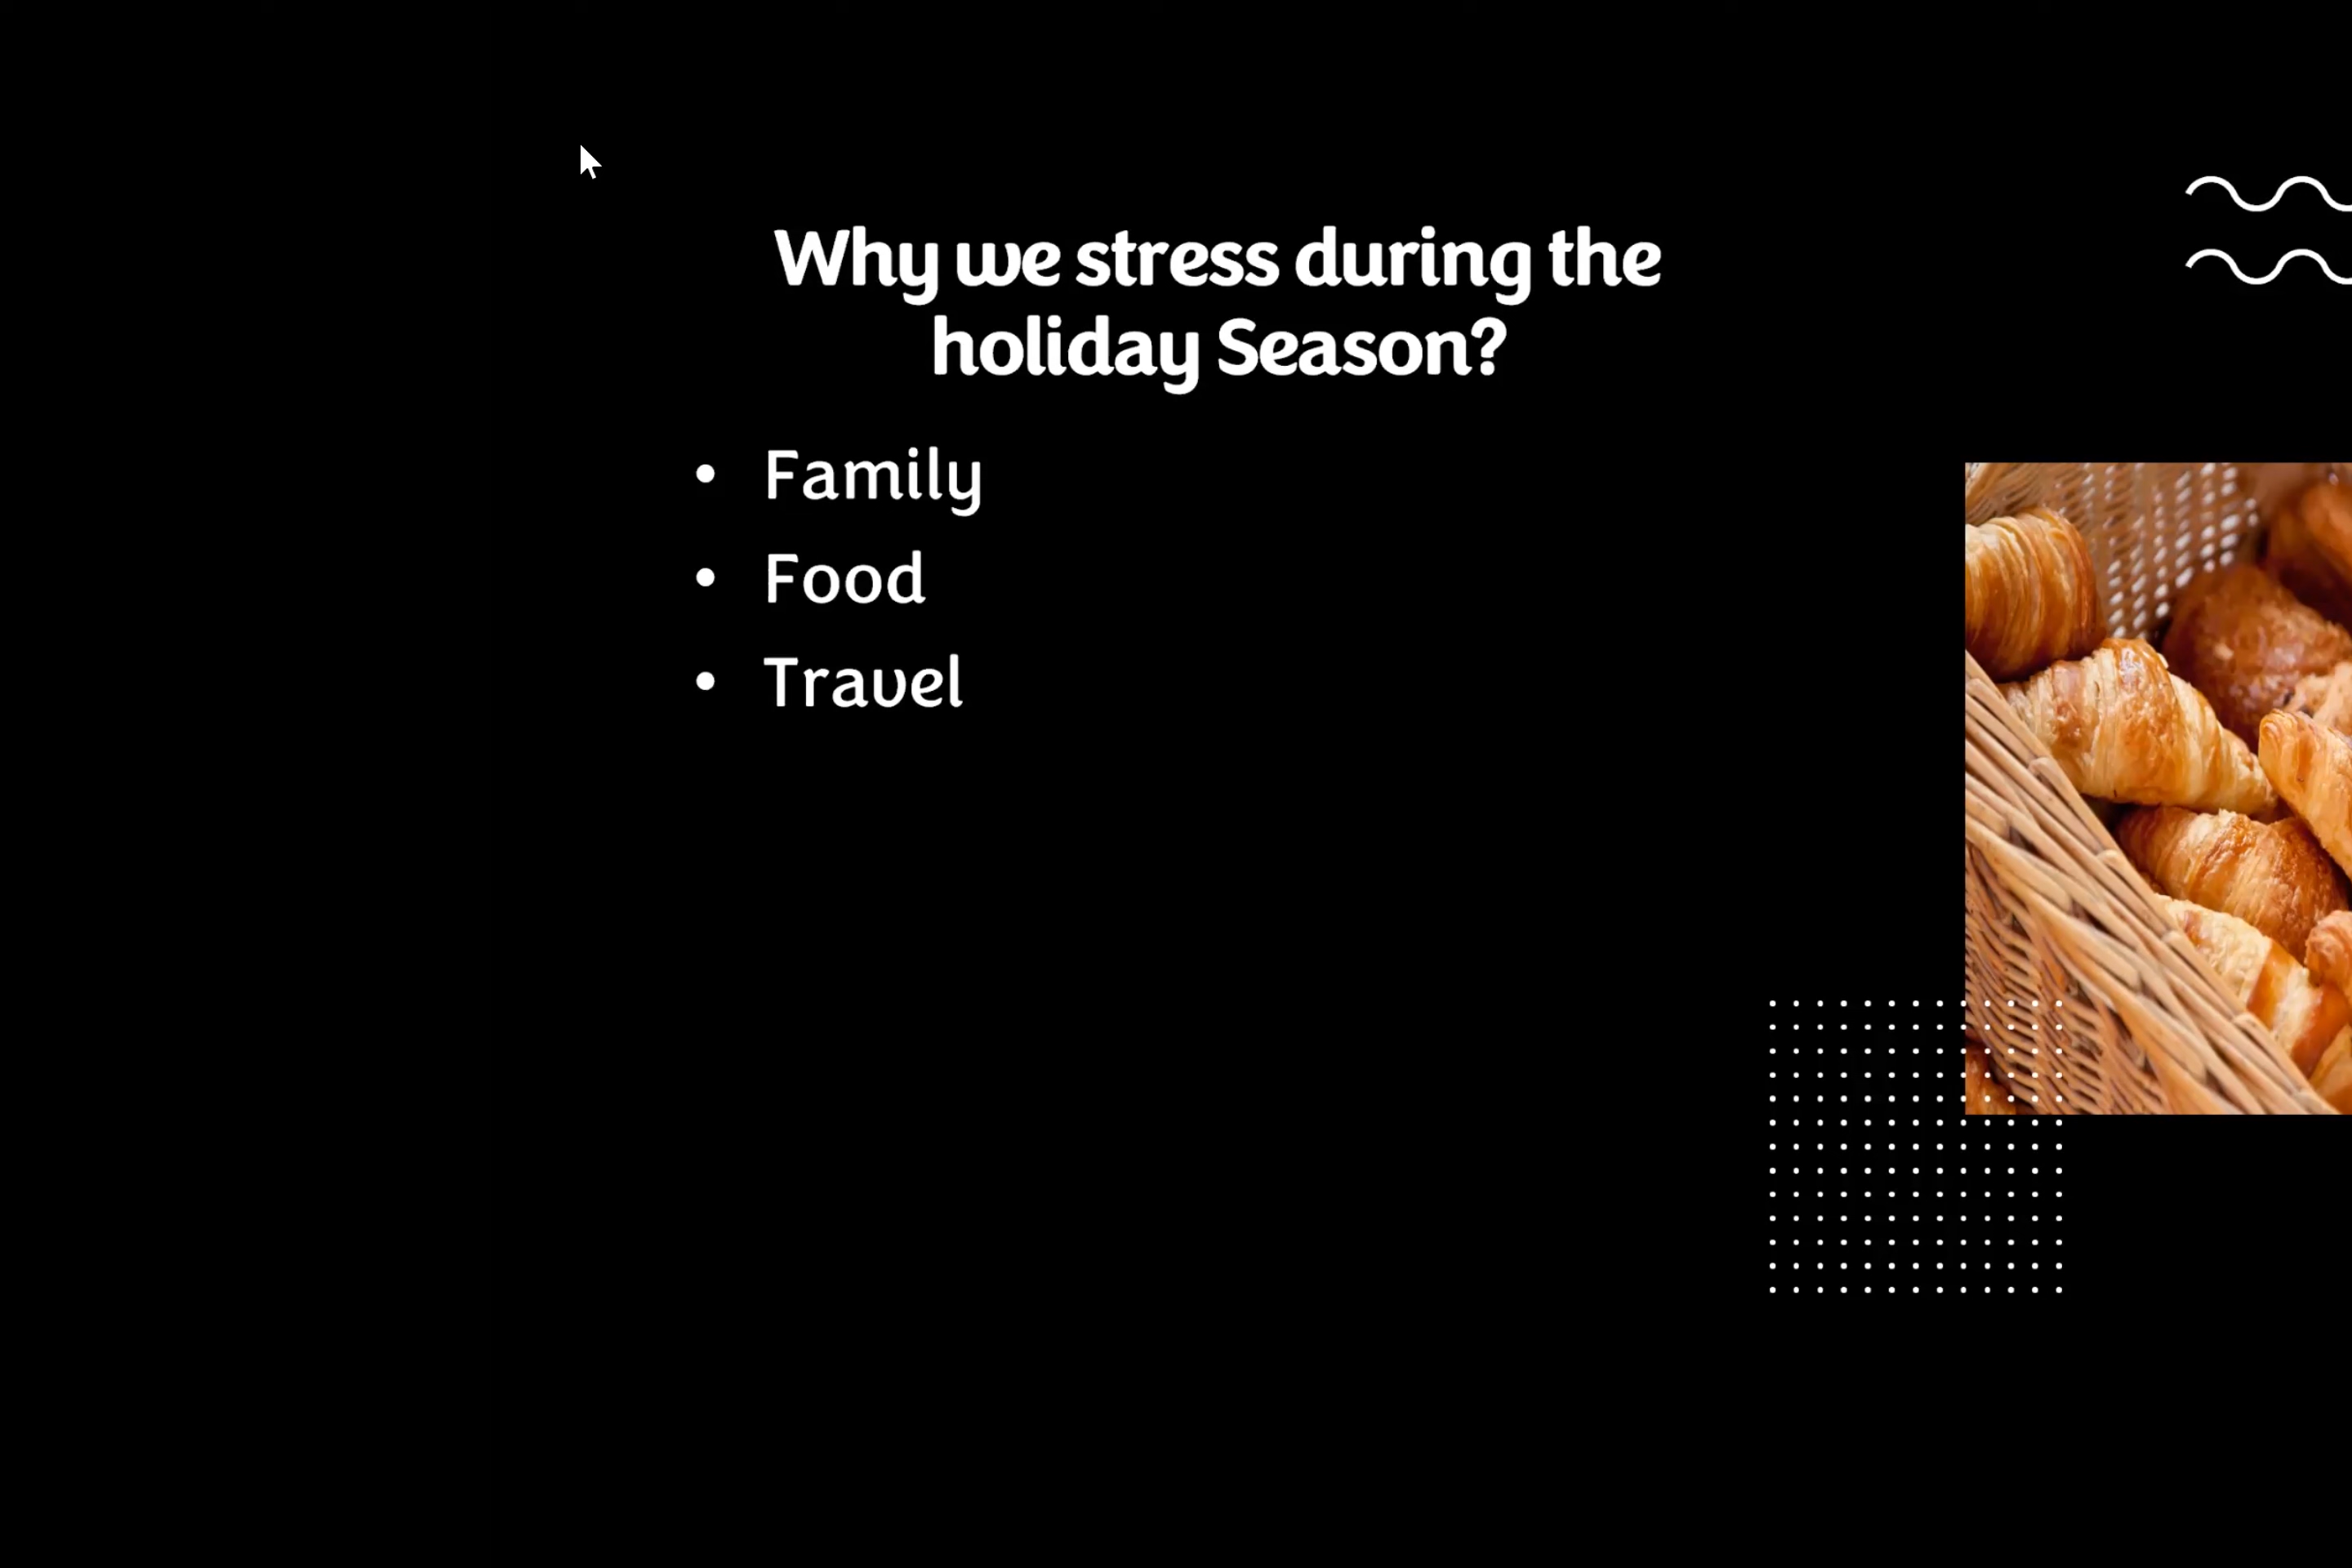 Why we stress during the
holiday Season?
• Family
• Food
• Travel